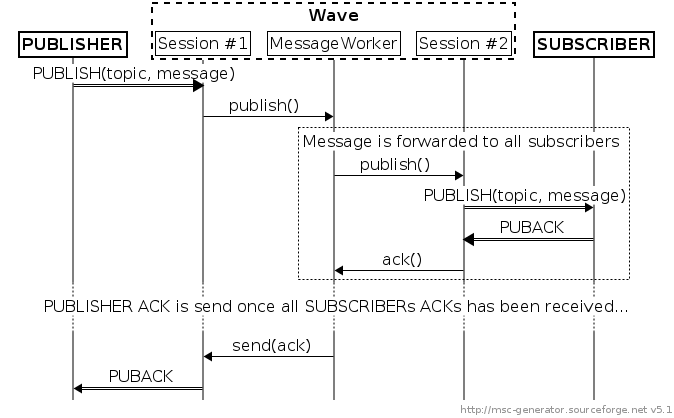 Wave
PUBLISHER
Session #1
MessageWorker
Session #2
SUBSCRIBER
PUBLISH(topic, message)
publish()
Message is forwarded to all subscribers
publish()
PUBLISH(topic, message)
PUBACK
ack()
PUBLISHER ACK is send once all SUBSCRIBERs ACKs has been received...
send(ack)
PUBACK
http://msc-generator.sourceforge.net v5.1